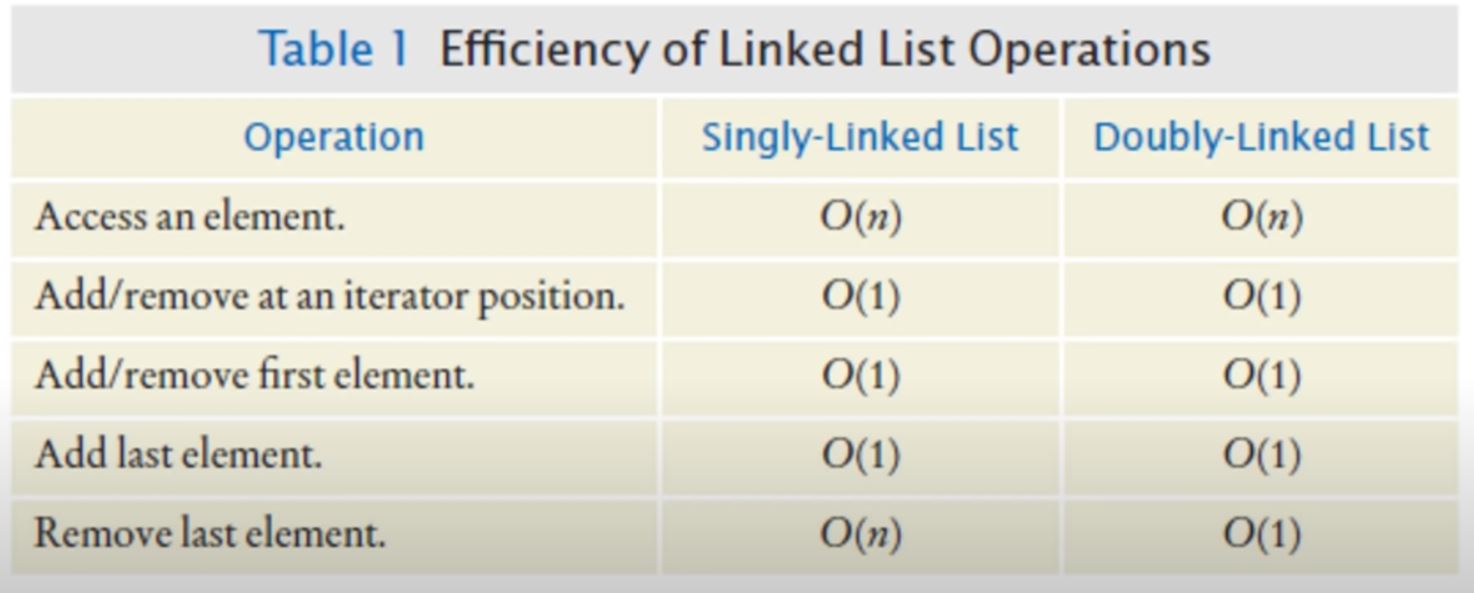 Table 1 Efficiency of Linked List Operations
Operation Singly-Linked List Doubly-Linked List
Access an element. O(n) O(n)
Add/remove at an iterator position. O(1) O(1)
Add/remove first element. O(1) O(1)
Add last element. O(1) O(1)
Remove last element. O(n) O(1)